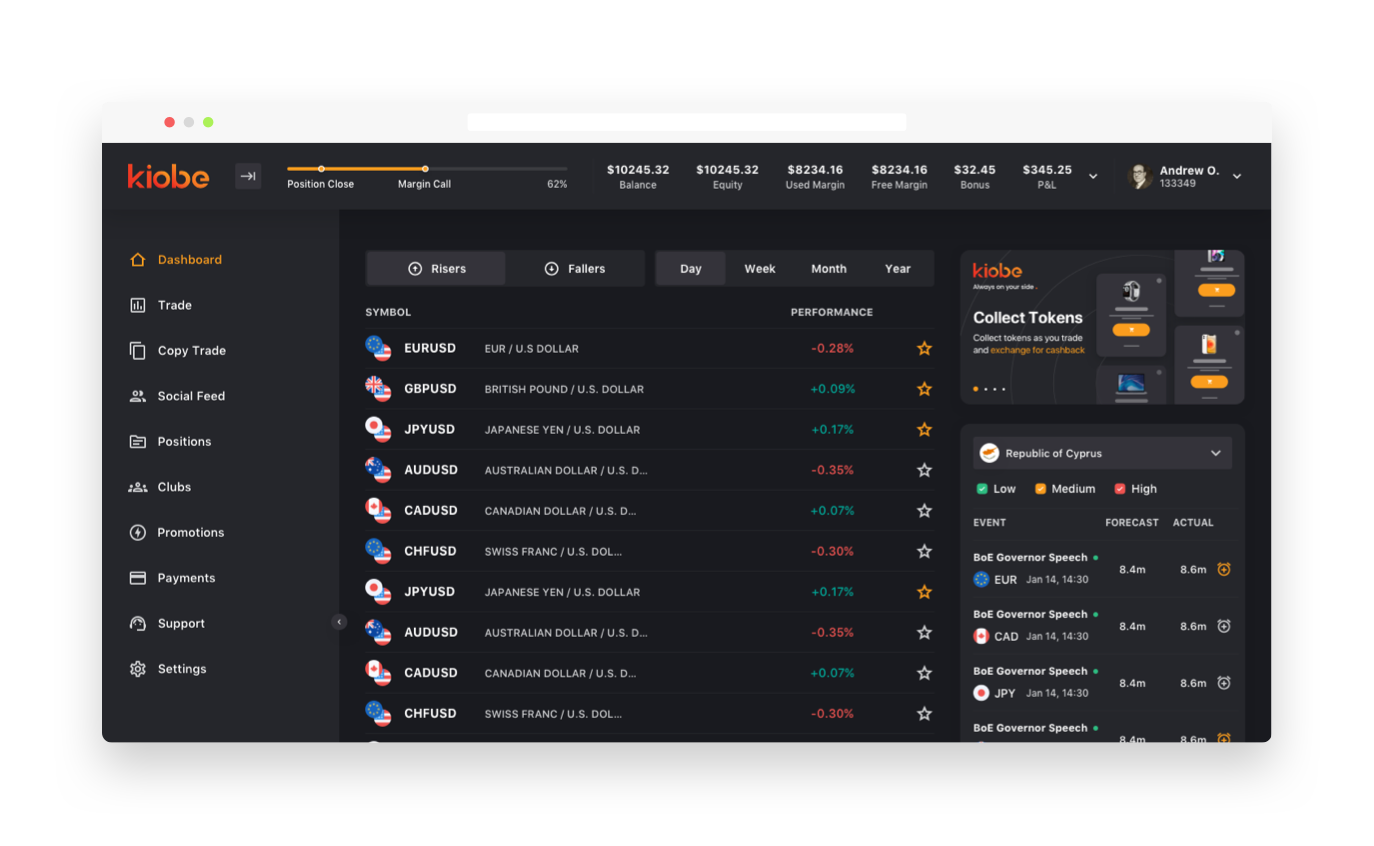 kiobe
Position Close
Margin Call
62%
$10245.32
Balance
$10245.32
Equity
$8234.16
Used Margin
$8234.16
Free Margin
$32.45
Bonus
$345.25
P&L
Andrew O.
133349
Dashboard
Trade
Copy Trade
Social Feed
Positions
Clubs
Promotions
Payments
Support
Settings
Risers
Fallers
Day
Week
Month
Year
SYMBOL PERFORMANCE
EURUSD EUR / U.S DOLLAR -0.28%
GBPUSD BRITISH POUND / U.S. DOLLAR +0.09%
JPYUSD JAPANESE YEN / U.S. DOLLAR +0.17%
AUDUSD AUSTRALIAN DOLLAR / U.S. D... -0.35%
CADUSD CANADIAN DOLLAR / U.S. D... +0.07%
CHFUSD SWISS FRANC / U.S. DOL... -0.30%
JPYUSD JAPANESE YEN / U.S. DOLLAR +0.17%
AUDUSD AUSTRALIAN DOLLAR / U.S. D... -0.35%
CADUSD CANADIAN DOLLAR / U.S. D... +0.07%
CHFUSD SWISS FRANC / U.S. DOL... -0.30%
kiobe
Always on your side .
Collect Tokens
Collect tokens as you trade
and exchange for cashback
Republic of Cyprus
Low Medium High
EVENT FORECAST ACTUAL
BoE Governor Speech
EUR Jan 14, 14:30
8.4m 8.6m
BoE Governor Speech
CAD Jan 14, 14:30
8.4m 8.6m
BoE Governor Speech
JPY Jan 14, 14:30
8.4m 8.6m
BoE Governor Speech
8.4m 8.6m